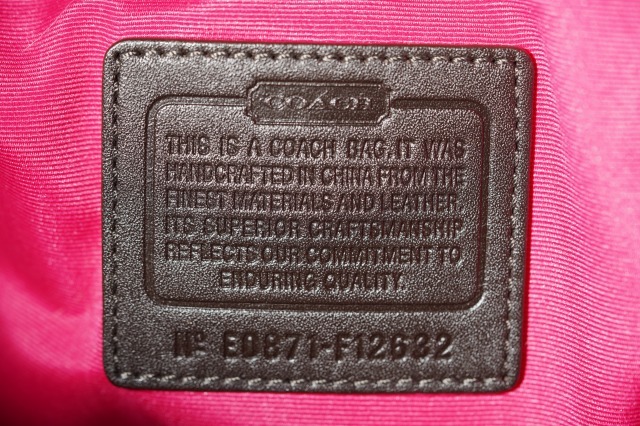 COACH
THIS IS A COACH BAG. IT WAS
HANDCRAFTED IN CHINA FROM THE
FINEST MATERIALS AND LEATHER.
ITS SUPERIOR CRAFTSMANSHIP
REFLECTS OUR COMMITMENT TO
ENDURING QUALITY.
Nº E0871-F12632